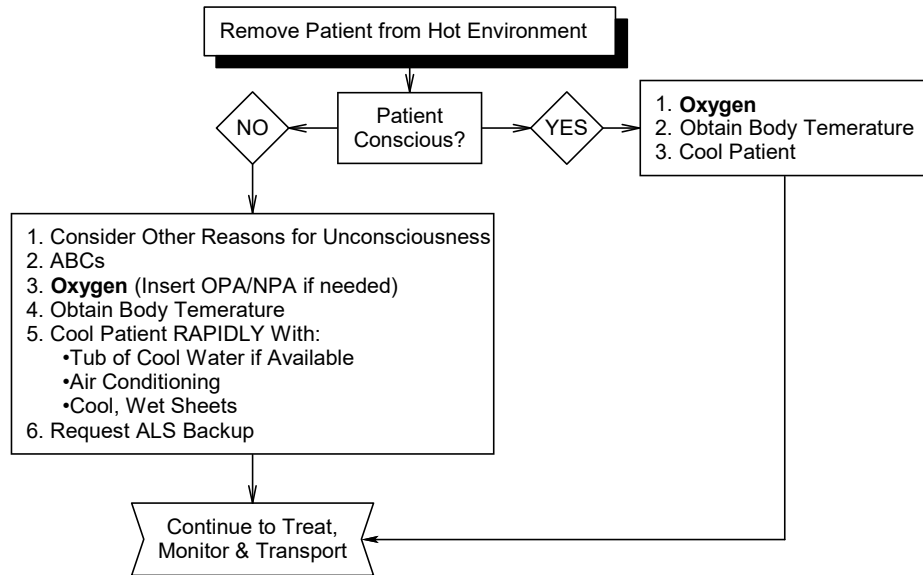 Remove Patient from Hot Environment
Patient
Conscious?
NO
YES
1. Oxygen
2. Obtain Body Temerature
3. Cool Patient
1. Consider Other Reasons for Unconsciousness
2. ABCs
3. Oxygen (Insert OPA/NPA if needed)
4. Obtain Body Temerature
5. Cool Patient RAPIDLY With:
•Tub of Cool Water if Available
•Air Conditioning
•Cool, Wet Sheets
6. Request ALS Backup
Continue to Treat,
Monitor & Transport